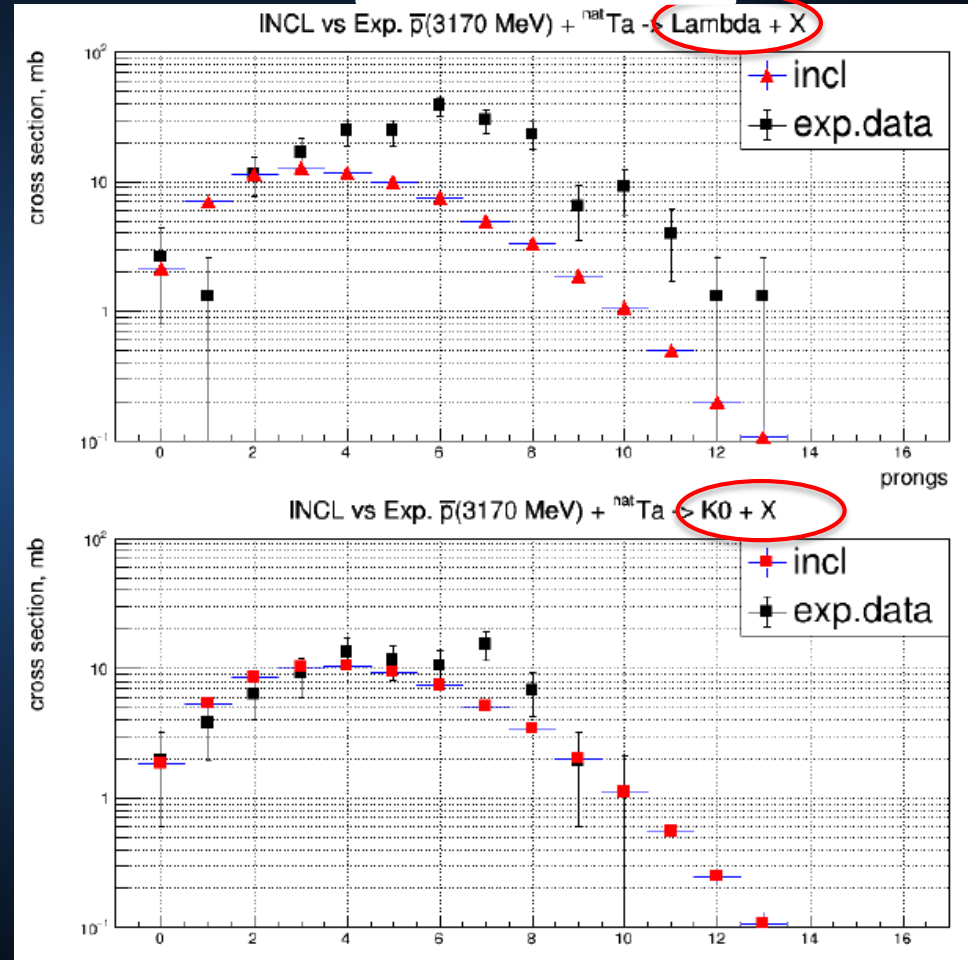 INCL vs Exp. p̅(3170 MeV) + ⁿᵃᵗTa -> Lambda + X
cross section, mb
10²
10
1
10⁻¹
incl
exp.data
0 2 4 6 8 10 12 14 16
prongs
INCL vs Exp. p̅(3170 MeV) + ⁿᵃᵗTa -> K0 + X
cross section, mb
10²
10
1
10⁻¹
incl
exp.data
0 2 4 6 8 10 12 14 16